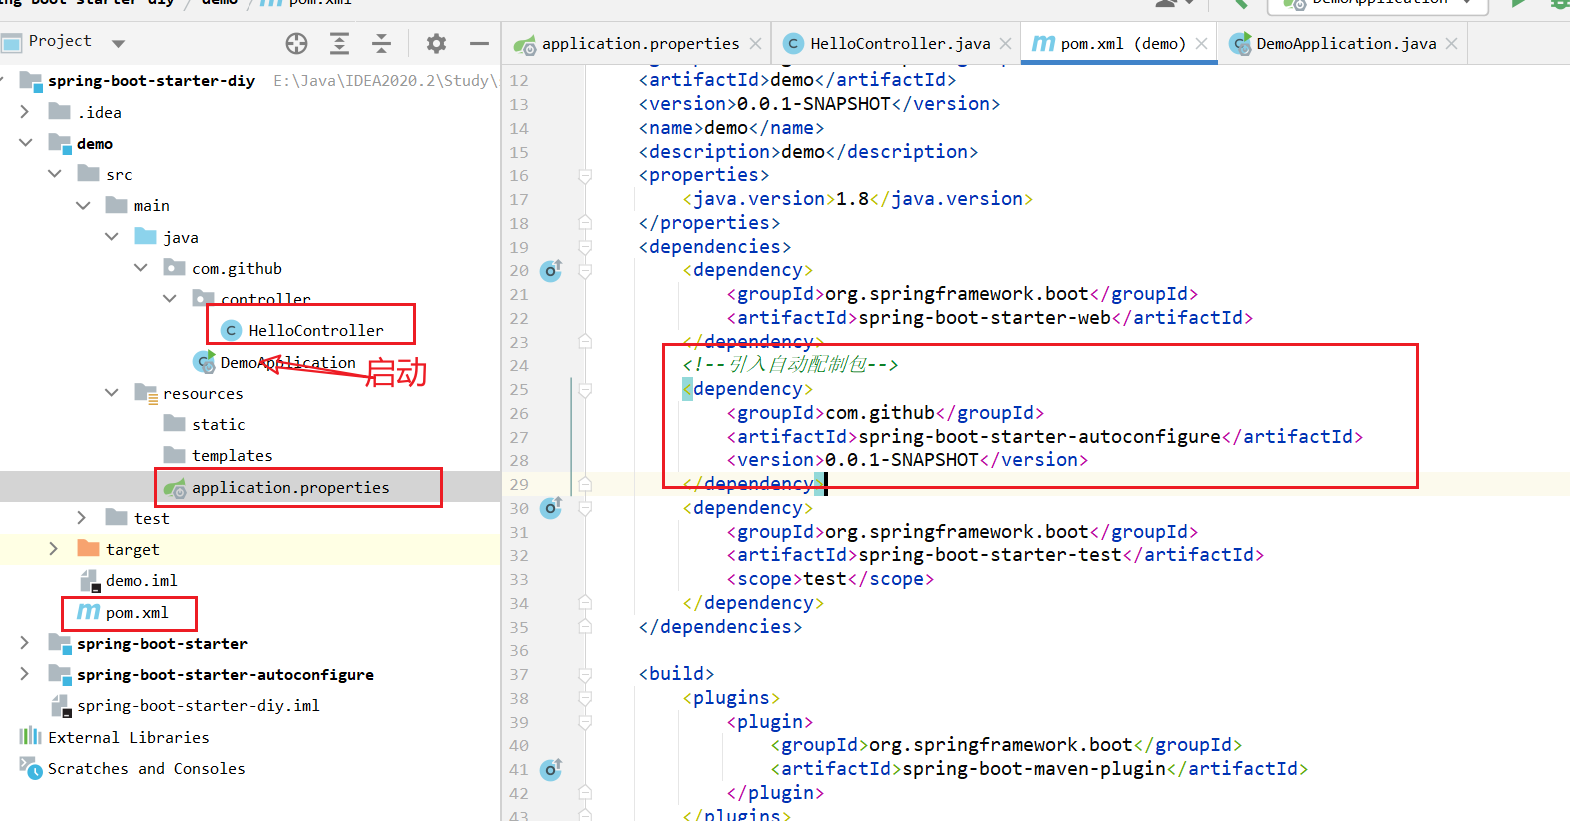 pom.xml
DemoApplication
Project
application.properties
HelloController.java
pom.xml (demo)
DemoApplication.java
spring-boot-starter-diy E:\Java\IDEA2020.2\Study\
.idea
demo
src
main
java
com.github
controller
HelloController
DemoApplication
启动
resources
static
templates
application.properties
test
target
demo.iml
pom.xml
spring-boot-starter
spring-boot-starter-autoconfigure
spring-boot-starter-diy.iml
External Libraries
Scratches and Consoles
12 <artifactId>demo</artifactId>
13 <version>0.0.1-SNAPSHOT</version>
14 <name>demo</name>
15 <description>demo</description>
16 <properties>
17 <java.version>1.8</java.version>
18 </properties>
19 <dependencies>
20 <dependency>
21 <groupId>org.springframework.boot</groupId>
22 <artifactId>spring-boot-starter-web</artifactId>
23 </dependency>
24 <!--引入自动配制包-->
25 <dependency>
26 <groupId>com.github</groupId>
27 <artifactId>spring-boot-starter-autoconfigure</artifactId>
28 <version>0.0.1-SNAPSHOT</version>
29 </dependency>
30 <dependency>
31 <groupId>org.springframework.boot</groupId>
32 <artifactId>spring-boot-starter-test</artifactId>
33 <scope>test</scope>
34 </dependency>
35 </dependencies>
36
37 <build>
38 <plugins>
39 <plugin>
40 <groupId>org.springframework.boot</groupId>
41 <artifactId>spring-boot-maven-plugin</artifactId>
42 </plugin>
43 </plugins>